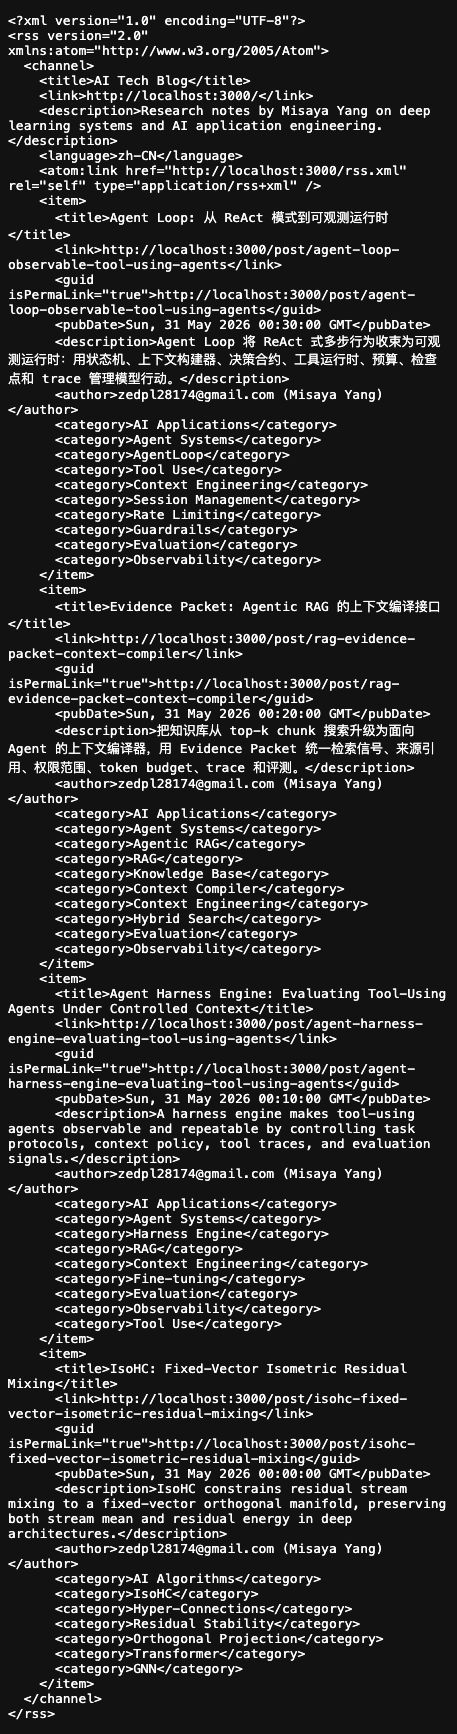 <?xml version="1.0" encoding="UTF-8"?>
<rss version="2.0"
xmlns:atom="http://www.w3.org/2005/Atom">
<channel>
<title>AI Tech Blog</title>
<link>http://localhost:3000/</link>
<description>Research notes by Misaya Yang on deep
learning systems and AI application engineering.
</description>
<language>zh-CN</language>
<atom:link href="http://localhost:3000/rss.xml"
rel="self" type="application/rss+xml" />
<item>
<title>Agent Loop: 从 ReAct 模式到可观测运行时
</title>
<link>http://localhost:3000/post/agent-loop-
observable-tool-using-agents</link>
<guid
isPermaLink="true">http://localhost:3000/post/agent-
loop-observable-tool-using-agents</guid>
<pubDate>Sun, 31 May 2026 00:30:00 GMT</pubDate>
<description>Agent Loop 将 ReAct 式多步行为收束为可观
测运行时：用状态机、上下文构建器、决策合约、工具运行时、预算、检查
点和 trace 管理模型行动。</description>
<author>zedpl28174@gmail.com (Misaya Yang)
</author>
<category>AI Applications</category>
<category>Agent Systems</category>
<category>AgentLoop</category>
<category>Tool Use</category>
<category>Context Engineering</category>
<category>Session Management</category>
<category>Rate Limiting</category>
<category>Guardrails</category>
<category>Evaluation</category>
<category>Observability</category>
</item>
<item>
<title>Evidence Packet: Agentic RAG 的上下文编译接口
</title>
<link>http://localhost:3000/post/rag-evidence-
packet-context-compiler</link>
<guid
isPermaLink="true">http://localhost:3000/post/rag-
evidence-packet-context-compiler</guid>
<pubDate>Sun, 31 May 2026 00:20:00 GMT</pubDate>
<description>把知识库从 top-k chunk 搜索升级为面向
Agent 的上下文编译器，用 Evidence Packet 统一检索信号、来源引
用、权限范围、token budget、trace 和评测。</description>
<author>zedpl28174@gmail.com (Misaya Yang)
</author>
<category>AI Applications</category>
<category>Agent Systems</category>
<category>Agentic RAG</category>
<category>RAG</category>
<category>Knowledge Base</category>
<category>Context Compiler</category>
<category>Context Engineering</category>
<category>Hybrid Search</category>
<category>Evaluation</category>
<category>Observability</category>
</item>
<item>
<title>Agent Harness Engine: Evaluating Tool-Using
Agents Under Controlled Context</title>
<link>http://localhost:3000/post/agent-harness-
engine-evaluating-tool-using-agents</link>
<guid
isPermaLink="true">http://localhost:3000/post/agent-
harness-engine-evaluating-tool-using-agents</guid>
<pubDate>Sun, 31 May 2026 00:10:00 GMT</pubDate>
<description>A harness engine makes tool-using
agents observable and repeatable by controlling task
protocols, context policy, tool traces, and evaluation
signals.</description>
<author>zedpl28174@gmail.com (Misaya Yang)
</author>
<category>AI Applications</category>
<category>Agent Systems</category>
<category>Harness Engine</category>
<category>RAG</category>
<category>Context Engineering</category>
<category>Fine-tuning</category>
<category>Evaluation</category>
<category>Observability</category>
<category>Tool Use</category>
</item>
<item>
<title>IsoHC: Fixed-Vector Isometric Residual
Mixing</title>
<link>http://localhost:3000/post/isohc-fixed-
vector-isometric-residual-mixing</link>
<guid
isPermaLink="true">http://localhost:3000/post/isohc-
fixed-vector-isometric-residual-mixing</guid>
<pubDate>Sun, 31 May 2026 00:00:00 GMT</pubDate>
<description>IsoHC constrains residual stream
mixing to a fixed-vector orthogonal manifold, preserving
both stream mean and residual energy in deep
architectures.</description>
<author>zedpl28174@gmail.com (Misaya Yang)
</author>
<category>AI Algorithms</category>
<category>IsoHC</category>
<category>Hyper-Connections</category>
<category>Residual Stability</category>
<category>Orthogonal Projection</category>
<category>Transformer</category>
<category>GNN</category>
</item>
</channel>
</rss>